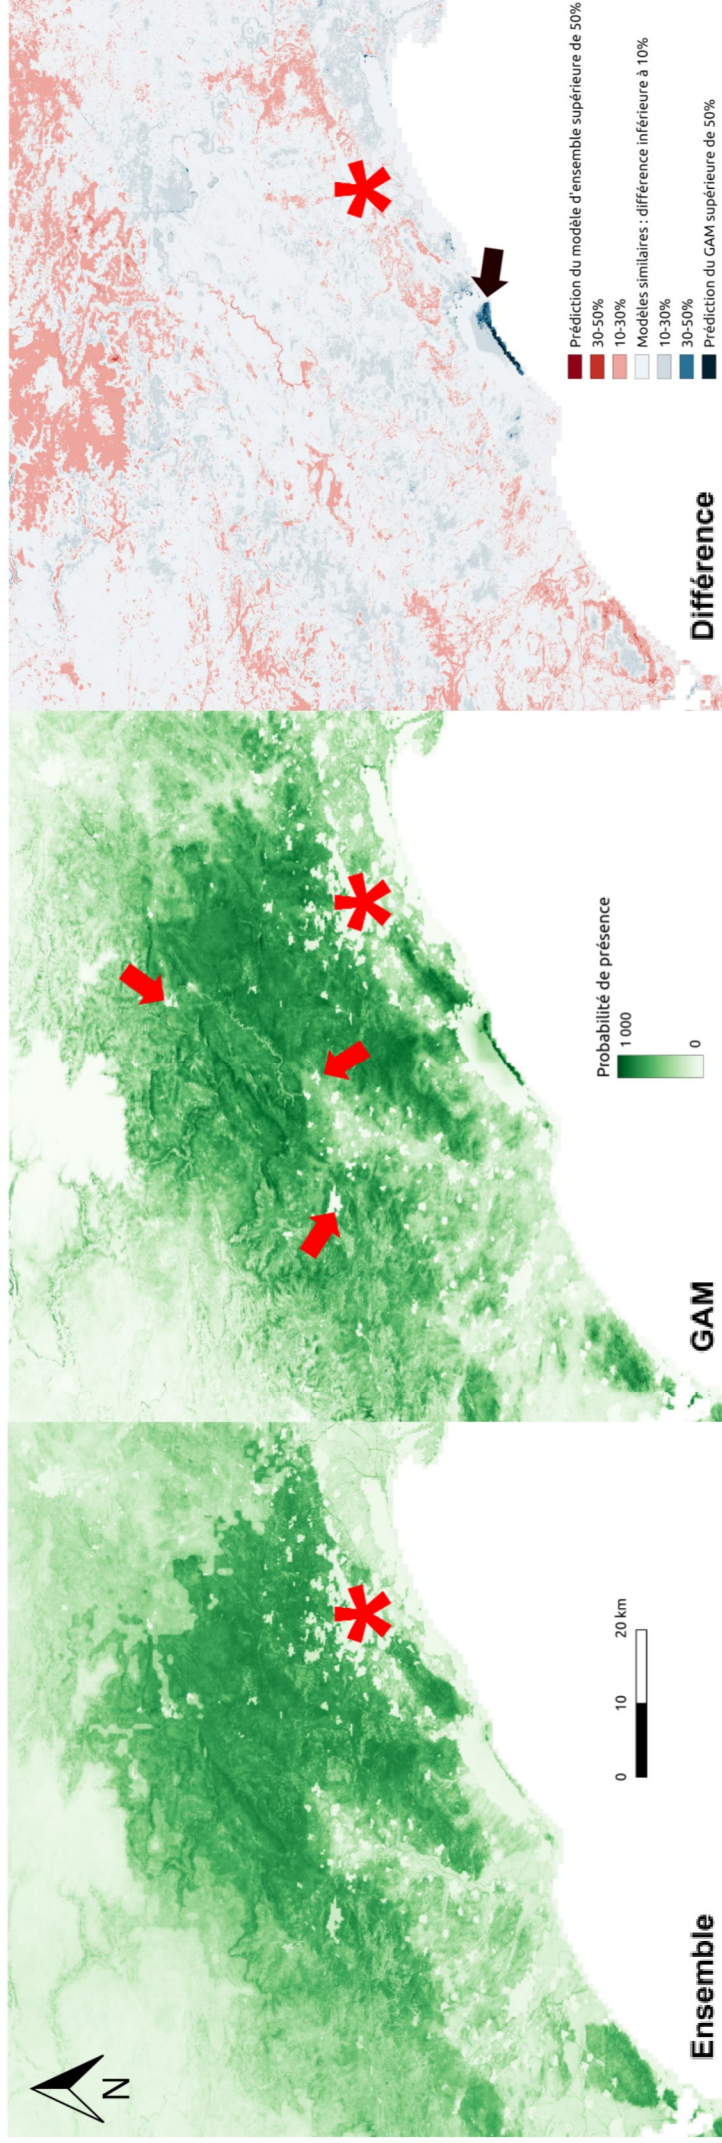 N
0
10
20 km
Ensemble
Probabilité de présence
1 000
0
GAM
Prédiction du modèle d'ensemble supérieure de 50%
30-50%
10-30%
Modèles similaires : différence inférieure à 10%
10-30%
30-50%
Prédiction du GAM supérieure de 50%
Différence